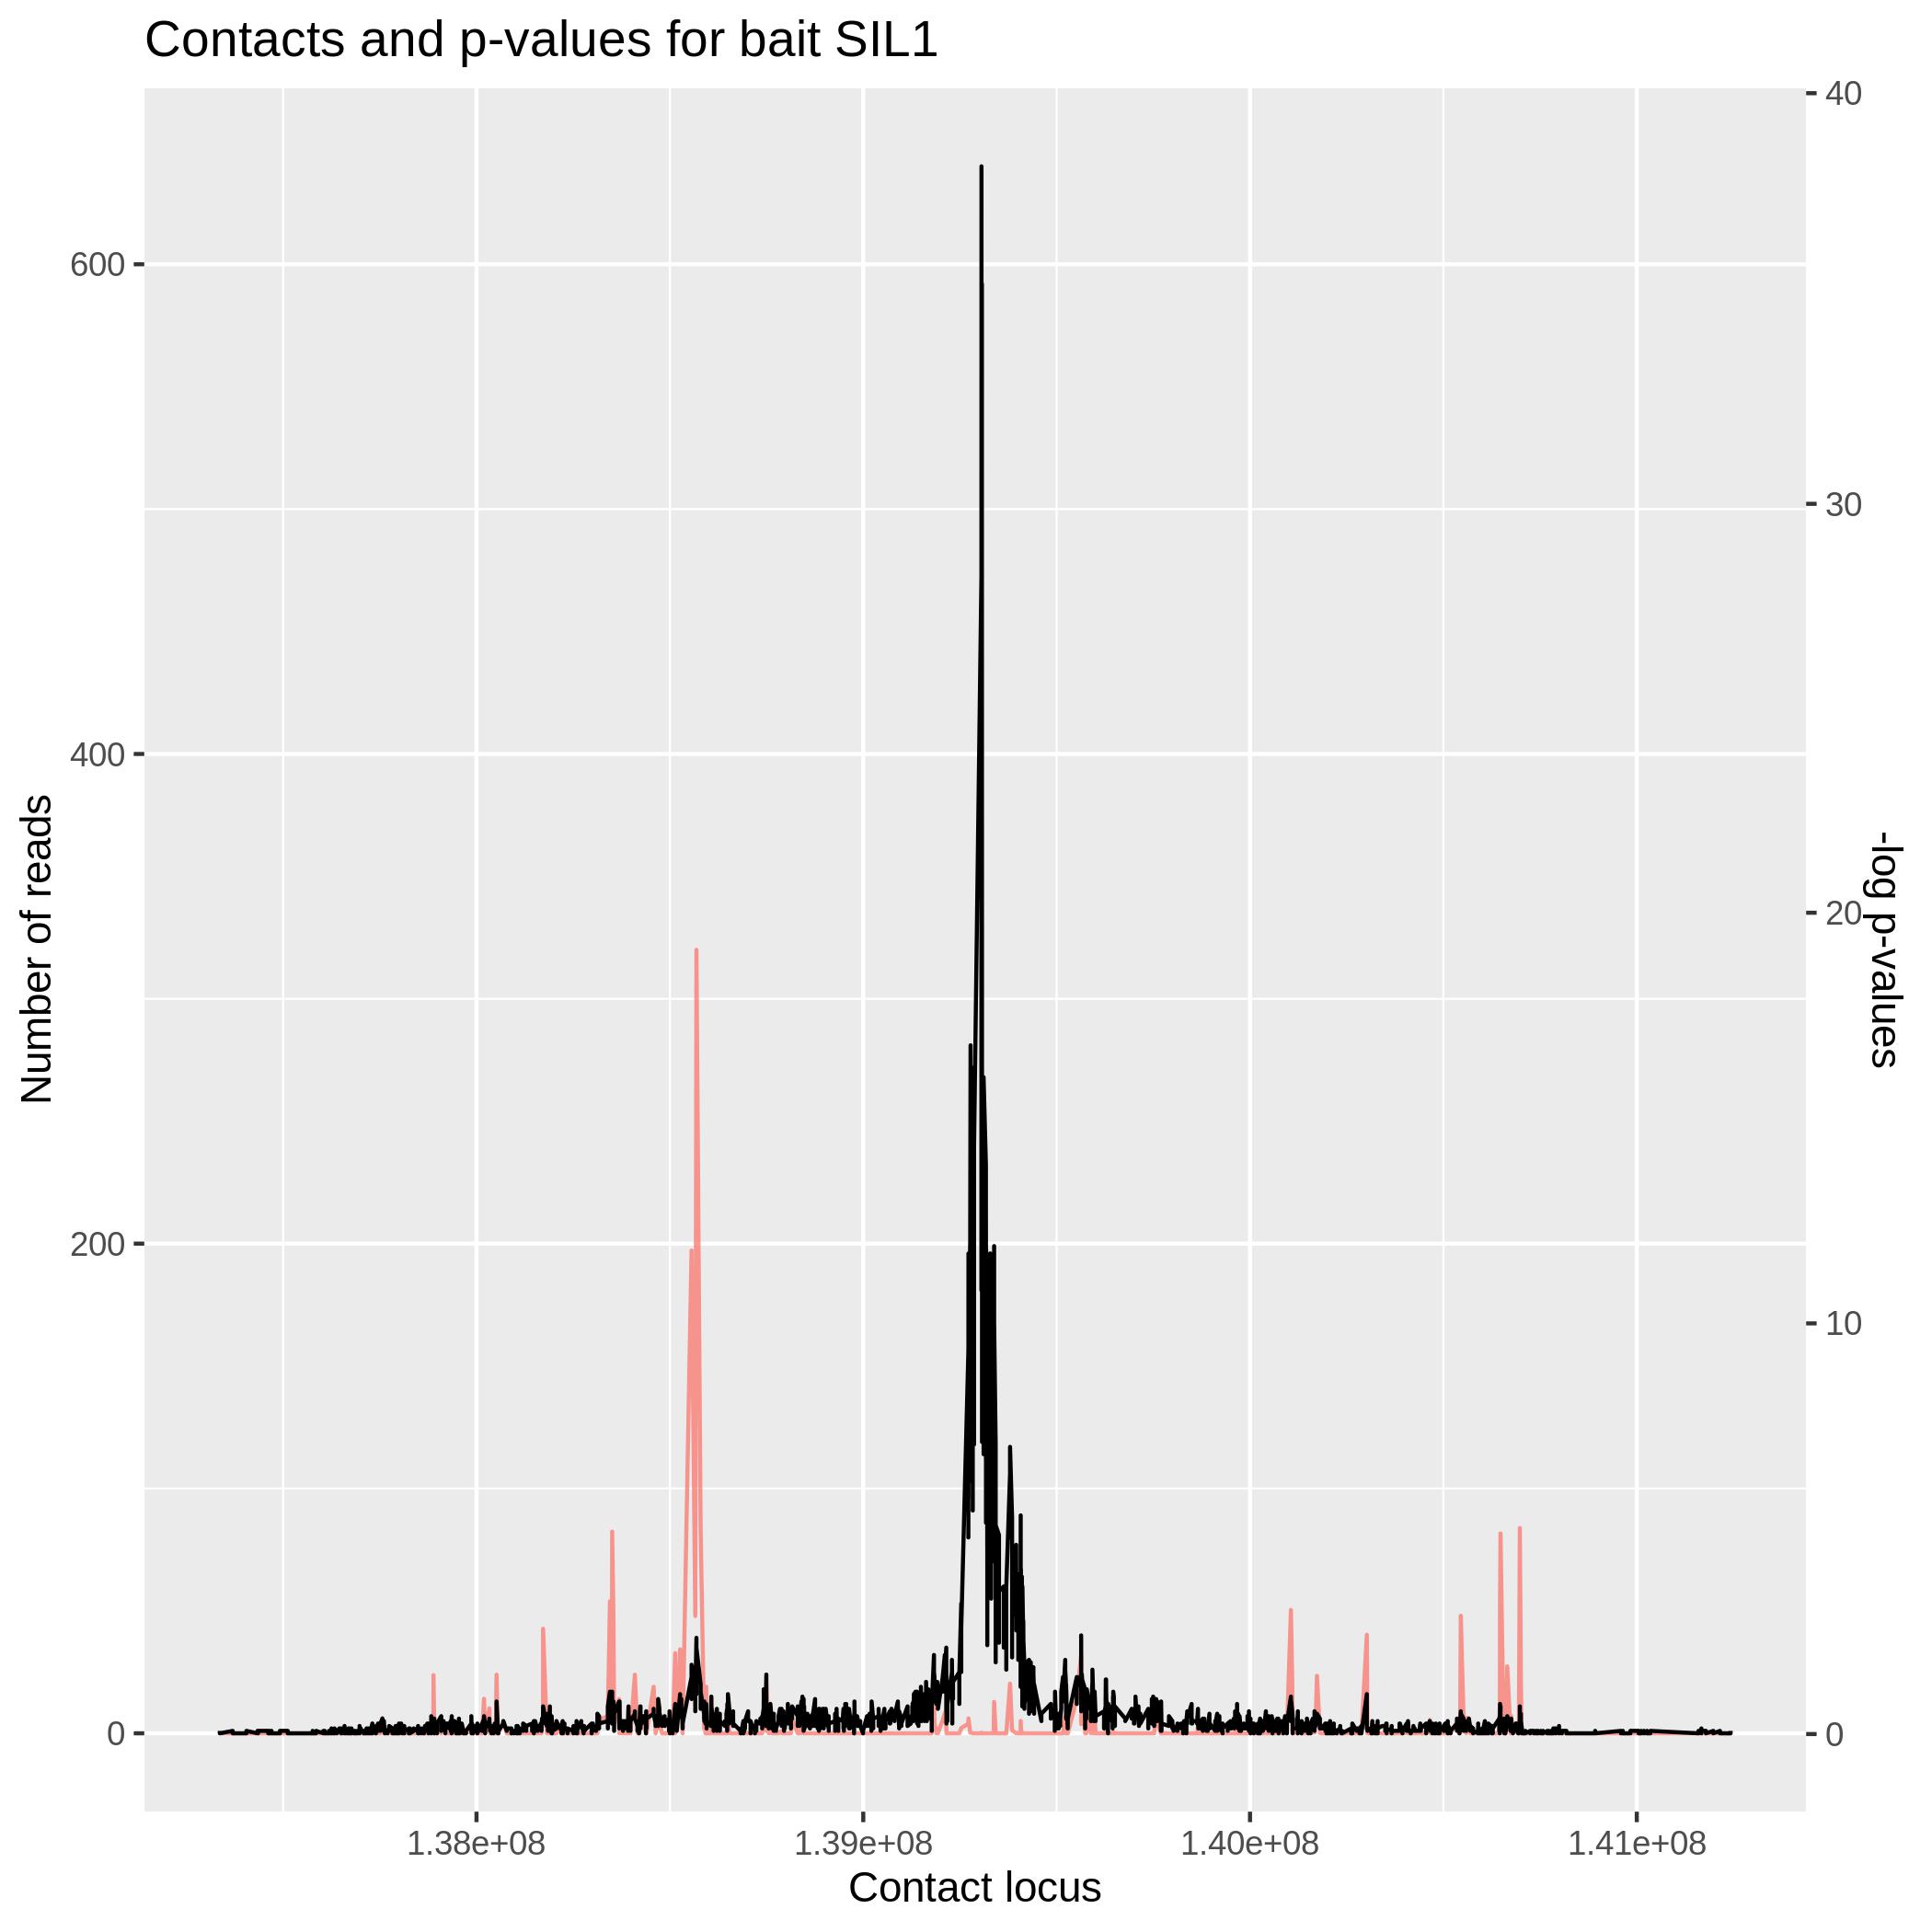 Contacts and p-values for bait SIL1
Number of reads
600
400
200
0
40
30
20
10
0
-log p-values
1.38e+08 1.39e+08 1.40e+08 1.41e+08
Contact locus